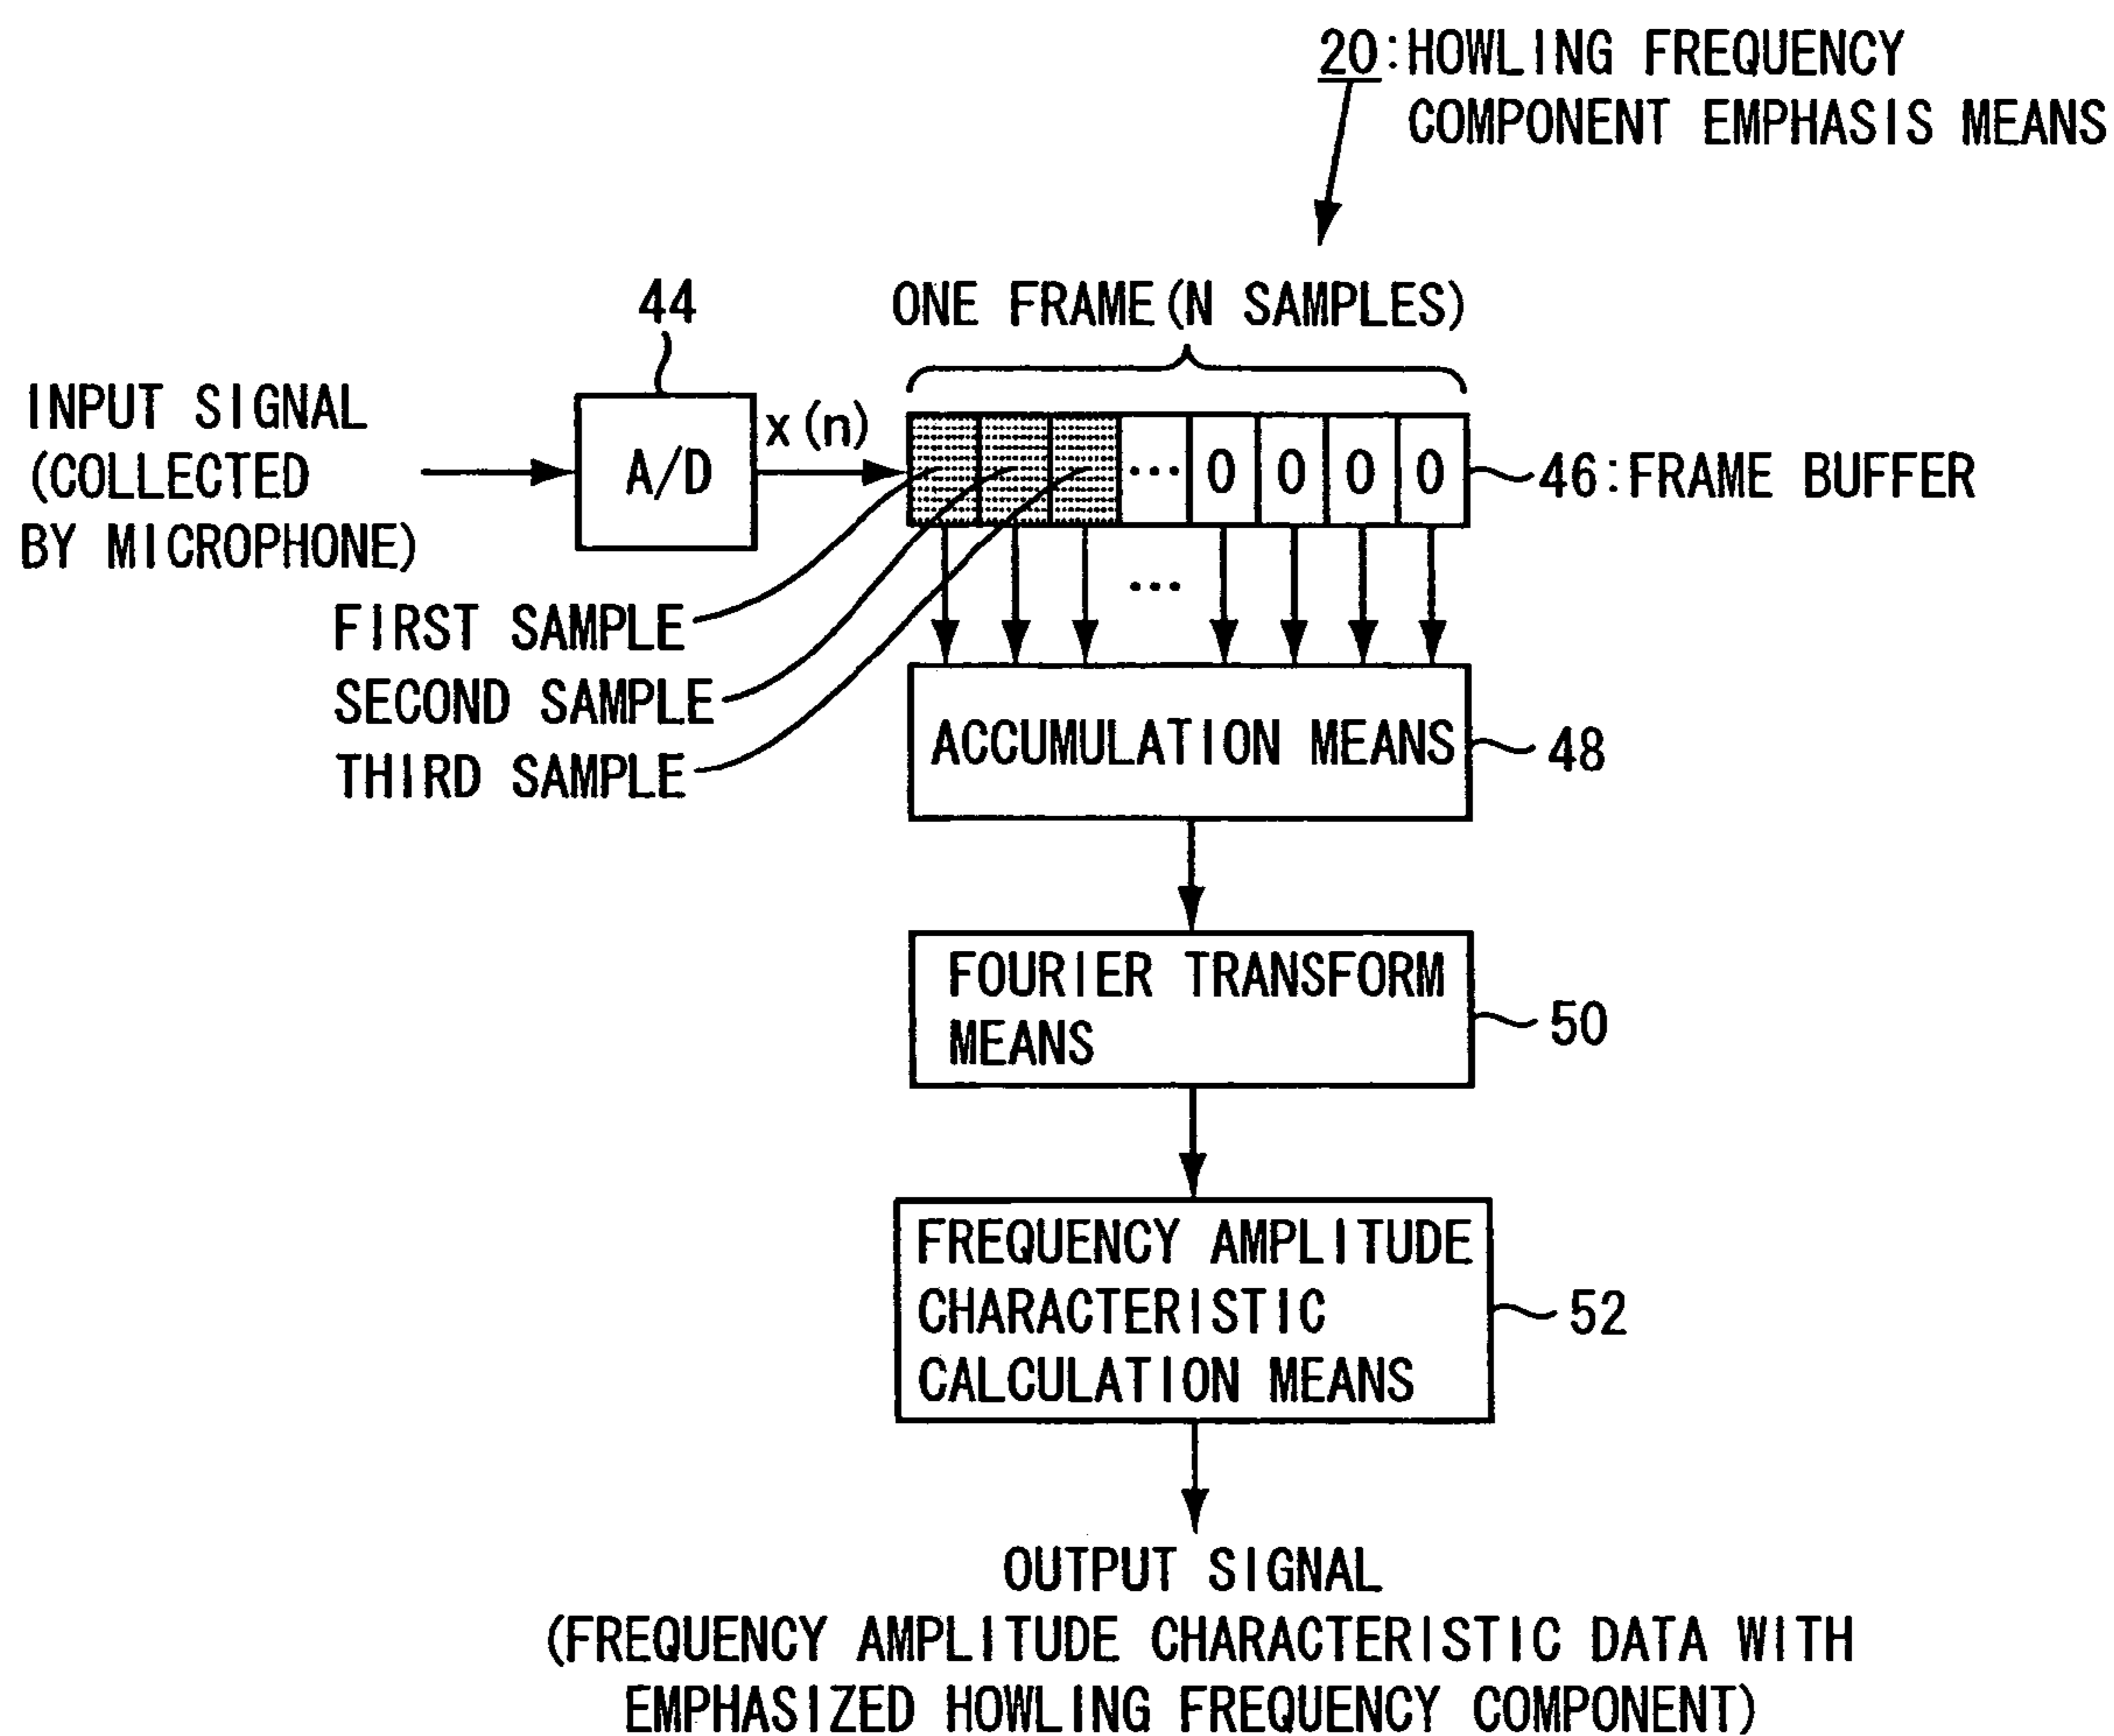 20:HOWLING FREQUENCY
COMPONENT EMPHASIS MEANS
ONE FRAME(N SAMPLES)
44
INPUT SIGNAL
(COLLECTED
BY MICROPHONE)
A/D
x(n)
... 0 0 0 0
46:FRAME BUFFER
...
FIRST SAMPLE
SECOND SAMPLE
THIRD SAMPLE
ACCUMULATION MEANS
48
FOURIER TRANSFORM
MEANS
50
FREQUENCY AMPLITUDE
CHARACTERISTIC
CALCULATION MEANS
52
OUTPUT SIGNAL
(FREQUENCY AMPLITUDE CHARACTERISTIC DATA WITH
EMPHASIZED HOWLING FREQUENCY COMPONENT)